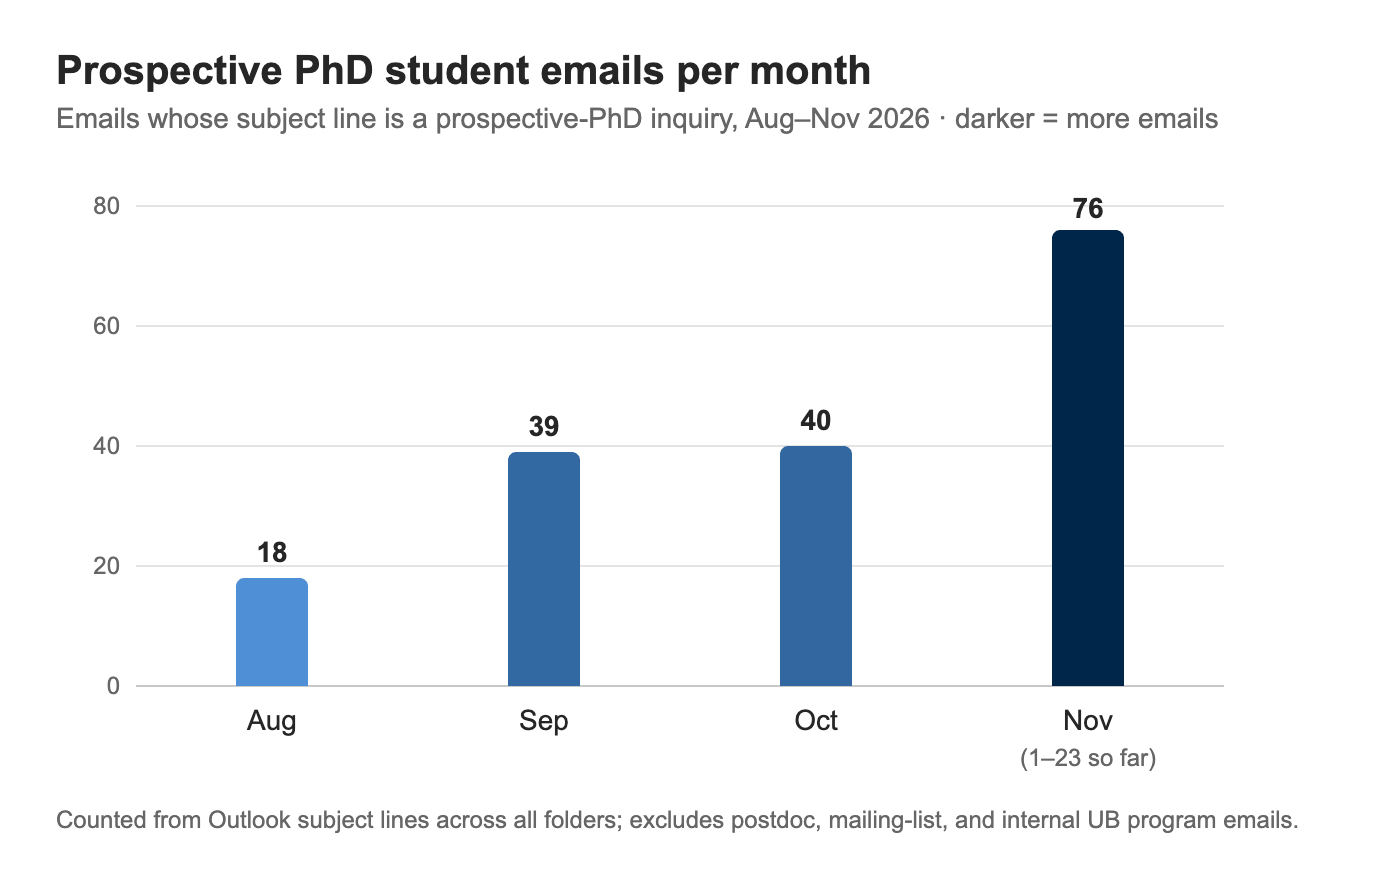 Prospective PhD student emails per month
Emails whose subject line is a prospective-PhD inquiry, Aug–Nov 2026 · darker = more emails
80
76
60
39
40
40
18
20
0
Aug
Sep
Oct
Nov
(1–23 so far)
Counted from Outlook subject lines across all folders; excludes postdoc, mailing-list, and internal UB program emails.